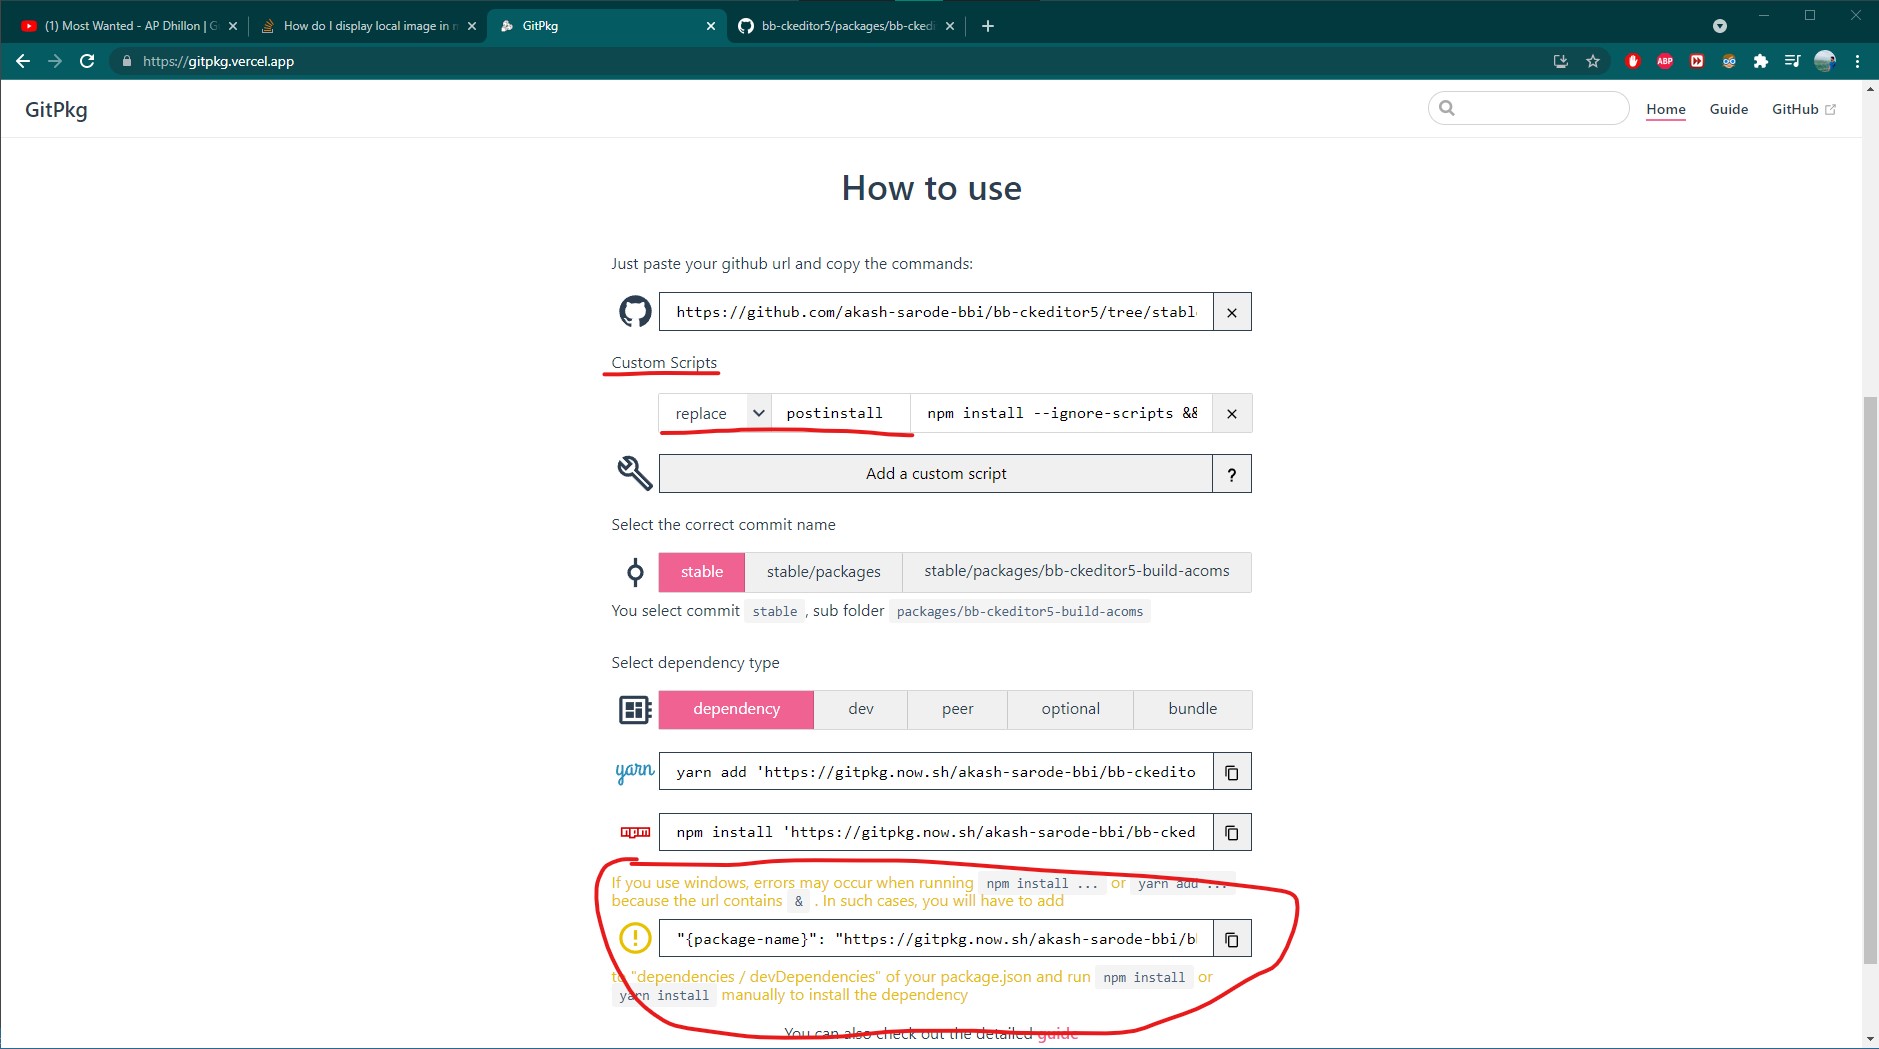 (1) Most Wanted - AP Dhillon | G
How do I display local image in m
GitPkg
bb-ckeditor5/packages/bb-ckedi
https://gitpkg.vercel.app
ABP
GitPkg
Home
Guide
GitHub
How to use
Just paste your github url and copy the commands:
https://github.com/akash-sarode-bbi/bb-ckeditor5/tree/stable
Custom Scripts
replace
postinstall
npm install --ignore-scripts &&
Add a custom script
?
Select the correct commit name
stable
stable/packages
stable/packages/bb-ckeditor5-build-acoms
You select commit stable , sub folder packages/bb-ckeditor5-build-acoms
Select dependency type
dependency
dev
peer
optional
bundle
yarn
yarn add 'https://gitpkg.now.sh/akash-sarode-bbi/bb-ckedito
npm
npm install 'https://gitpkg.now.sh/akash-sarode-bbi/bb-cked
If you use windows, errors may occur when running npm install ... or yarn add ...
because the url contains & . In such cases, you will have to add
"{package-name}": "https://gitpkg.now.sh/akash-sarode-bbi/bb
to "dependencies / devDependencies" of your package.json and run npm install or
yarn install manually to install the dependency
You can also check out the detailed guide